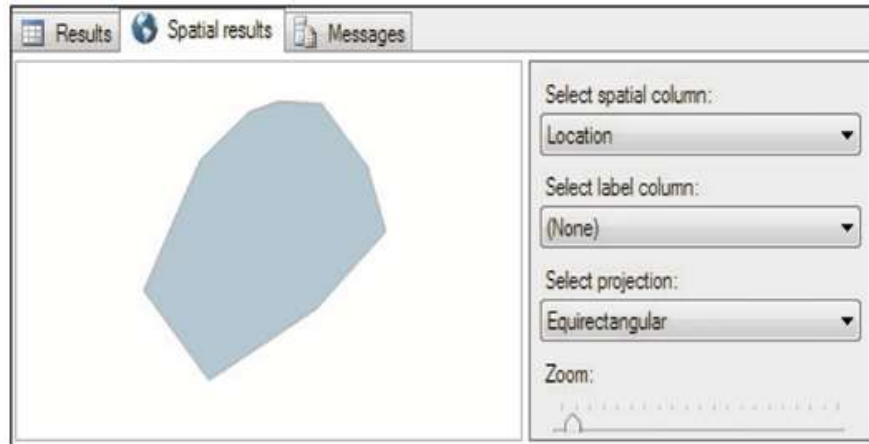 Results
Spatial results
Messages
Select spatial column:
Location
Select label column:
(None)
Select projection:
Equirectangular
Zoom: